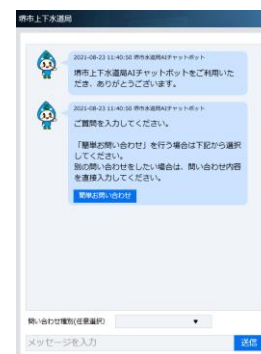 堺市上下水道局
2021-08-23 11:40:50 堺市水道局AIチャットボット
堺市上下水道局AIチャットボットをご利用いた
だき、ありがとうございます。
2021-08-23 11:40:50 堺市水道局AIチャットボット
ご質問を入力してください。
「簡単お問い合わせ」を行う場合は下記から選択
してください。
別の問い合わせをしたい場合は、問い合わせ内容
を直接入力してください。
簡単お問い合わせ
問い合わせ種別(任意選択)
メッセージを入力 送信